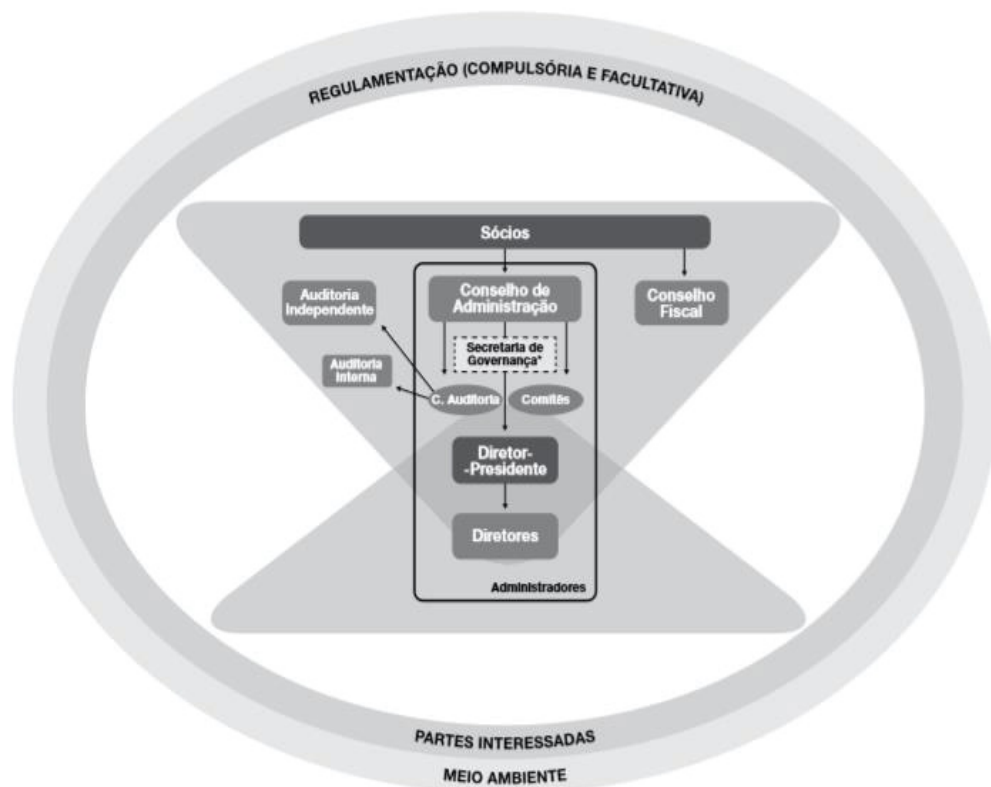 REGULAMENTAÇÃO (COMPULSÓRIA E FACULTATIVA)
Sócios
Auditoria
Independente
Conselho de
Administração
Conselho
Fiscal
Secretaria de
Governança*
Auditoria
Interna
C. Auditoria
Comitês
Diretor-
-Presidente
Diretores
Administradores
PARTES INTERESSADAS
MEIO AMBIENTE